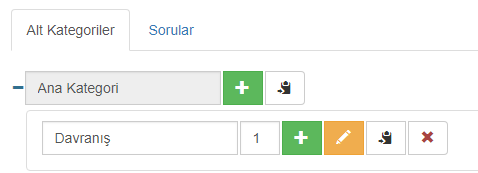 Alt Kategoriler Sorular
Ana Kategori
Davranış 1